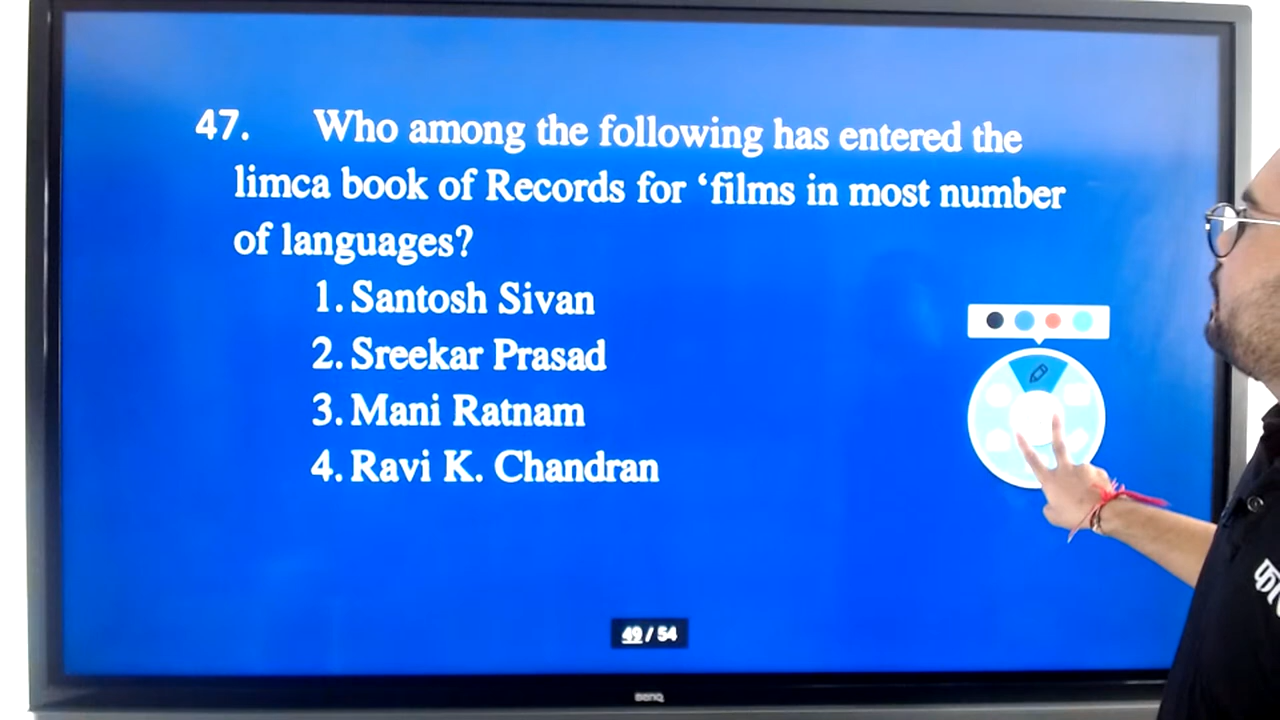 47. Who among the following has entered the
limca book of Records for ‘films in most number
of languages?
1. Santosh Sivan
2. Sreekar Prasad
3. Mani Ratnam
4. Ravi K. Chandran
49 / 54
BenQ